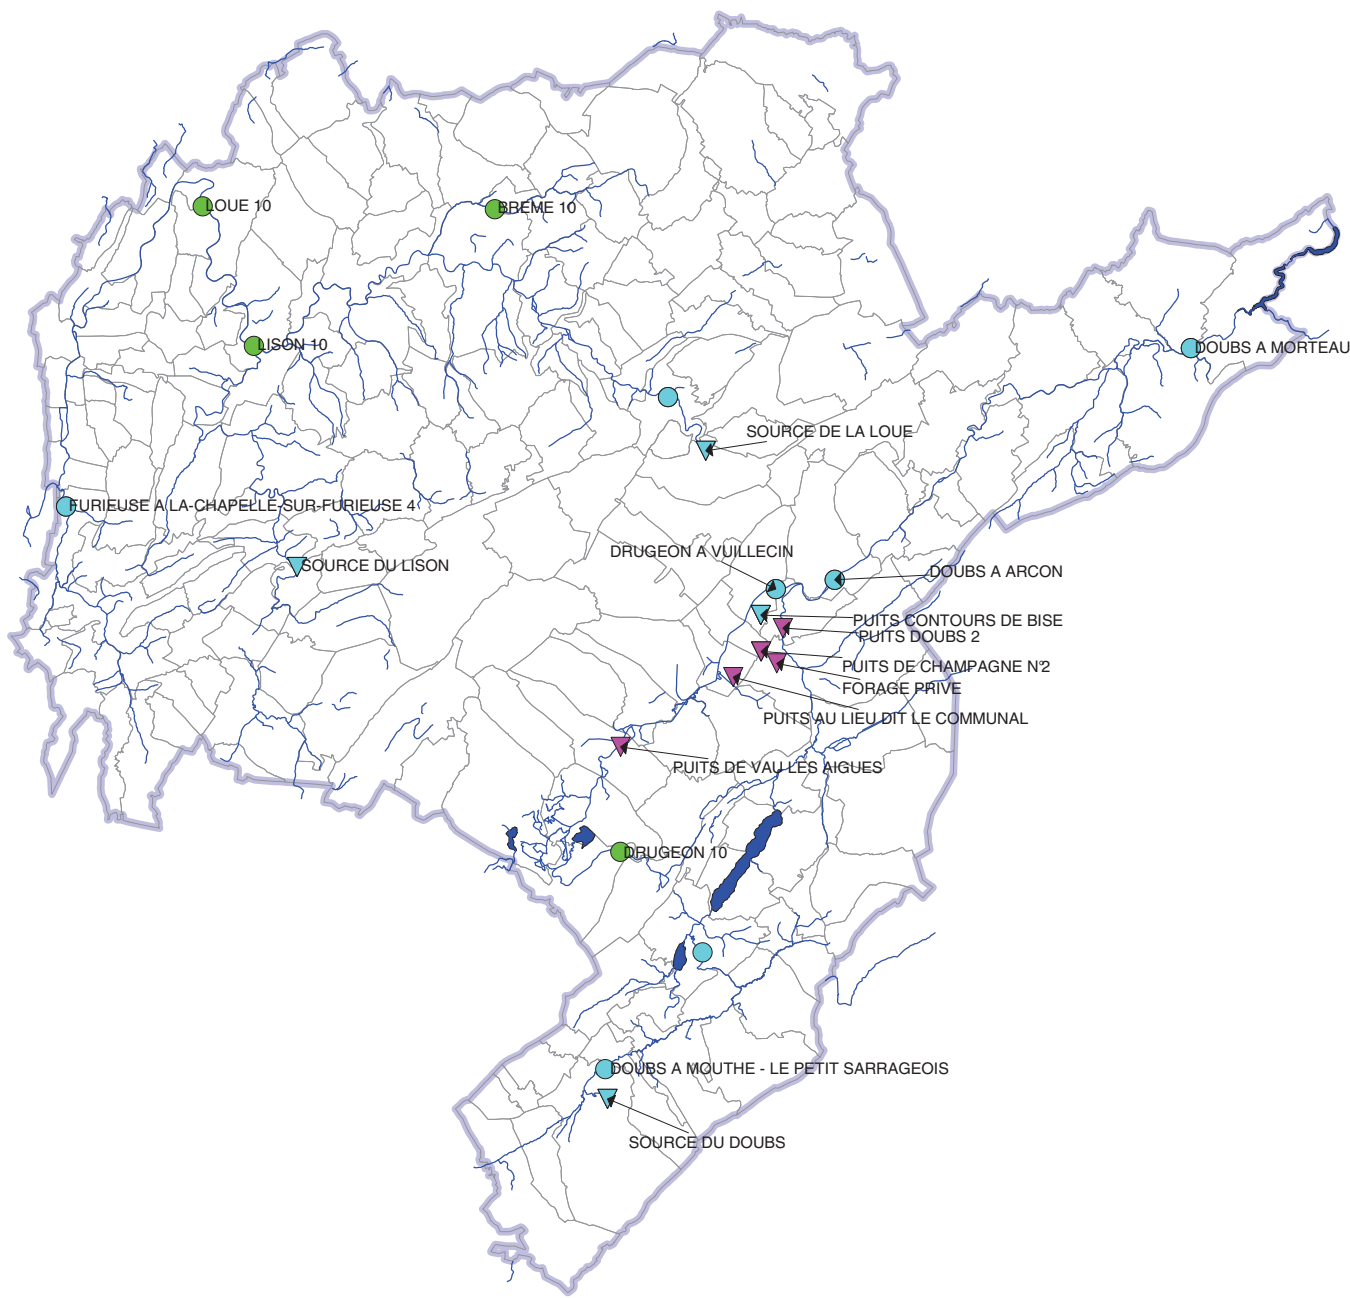 LOUE 10
BREME 10
LISON 10
DOUBS A MORTEAU
SOURCE DE LA LOUE
FURIEUSE A LA-CHAPELLE-SUR-FURIEUSE 4
DRUGEON A VUILLECIN
SOURCE DU LISON
DOUBS A ARCON
PUITS CONTOURS DE BISE
PUITS DOUBS 2
PUITS DE CHAMPAGNE N°2
FORAGE PRIVE
PUITS AU LIEU DIT LE COMMUNAL
PUITS DE VAU LES AIGUES
DRUGEON 10
DOUBS A MOUTHE - LE PETIT SARRAGEOIS
SOURCE DU DOUBS